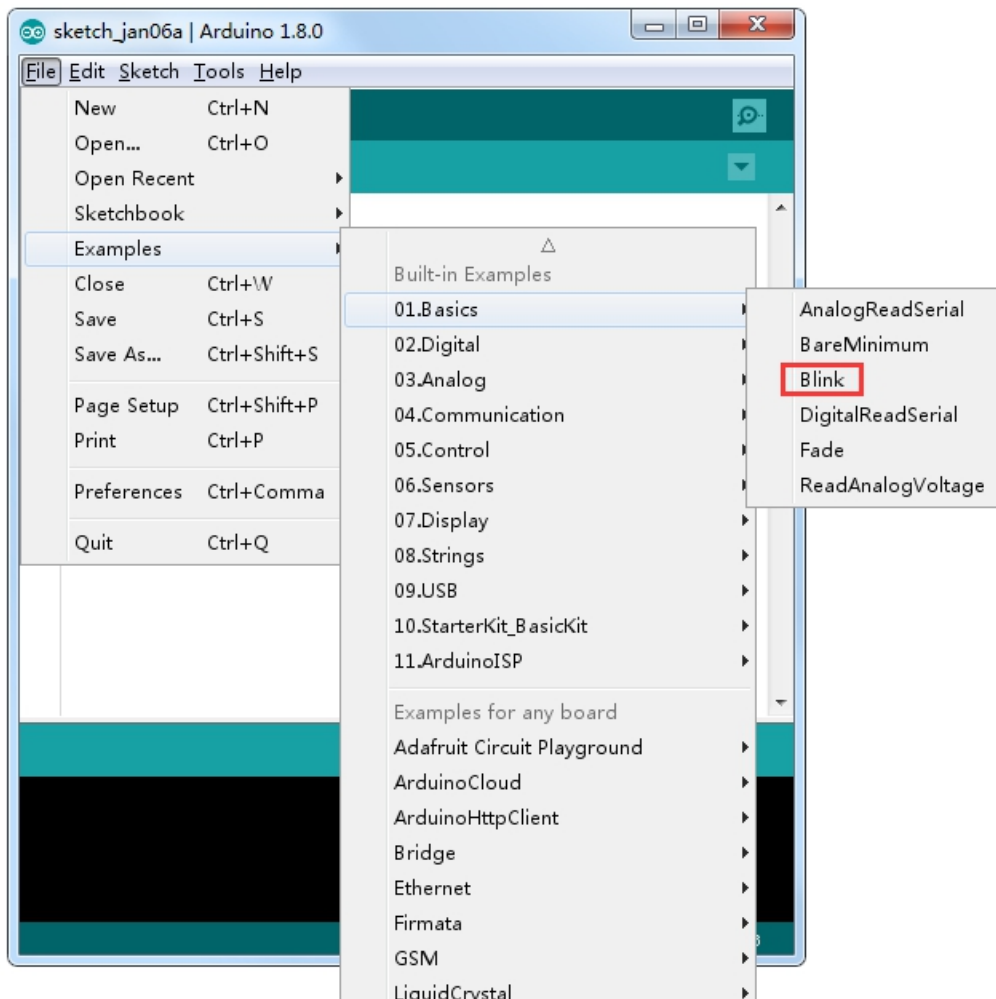 sketch_jan06a | Arduino 1.8.0
File Edit Sketch Tools Help
New Ctrl+N
Open... Ctrl+O
Open Recent
Sketchbook
Examples
Close Ctrl+W
Save Ctrl+S
Save As... Ctrl+Shift+S
Page Setup Ctrl+Shift+P
Print Ctrl+P
Preferences Ctrl+Comma
Quit Ctrl+Q
Built-in Examples
01.Basics
02.Digital
03.Analog
04.Communication
05.Control
06.Sensors
07.Display
08.Strings
09.USB
10.StarterKit_BasicKit
11.ArduinoISP
Examples for any board
Adafruit Circuit Playground
ArduinoCloud
ArduinoHttpClient
Bridge
Ethernet
Firmata
GSM
LiquidCrystal
AnalogReadSerial
BareMinimum
Blink
DigitalReadSerial
Fade
ReadAnalogVoltage